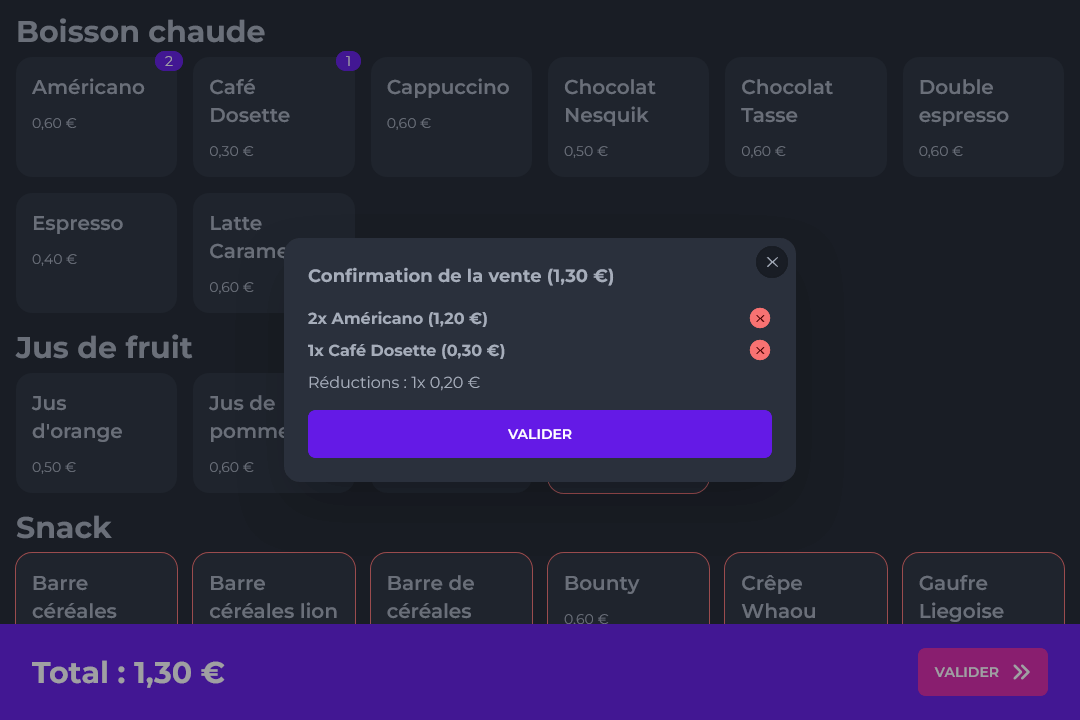 Boisson chaude
2
1
Américano
0,60 €
Café
Dosette
0,30 €
Cappuccino
0,60 €
Chocolat
Nesquik
0,50 €
Chocolat
Tasse
0,60 €
Double
espresso
0,60 €
Espresso
0,40 €
Latte
Carame
0,60 €
Confirmation de la vente (1,30 €)
2x Américano (1,20 €)
1x Café Dosette (0,30 €)
Réductions : 1x 0,20 €
VALIDER
Jus de fruit
Jus
d'orange
0,50 €
Jus de
pomme
0,60 €
Snack
Barre
céréales
Barre
céréales lion
Barre de
céréales
Bounty
0,60 €
Crêpe
Whaou
Gaufre
Liegoise
Total : 1,30 €
VALIDER